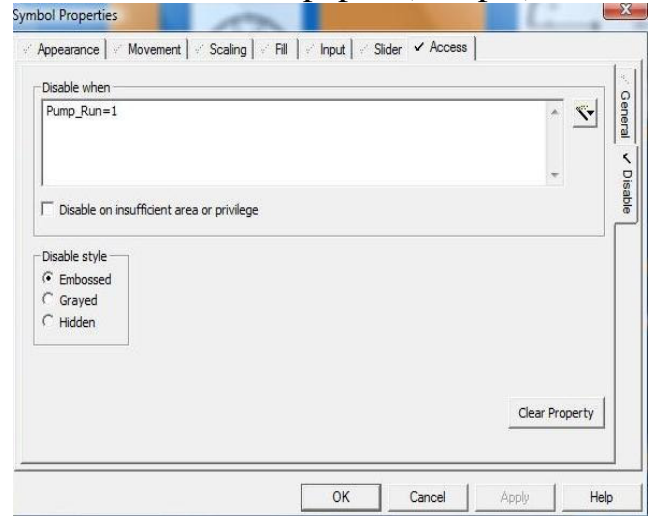 Symbol Properties
Appearance Movement Scaling Fill Input Slider Access
General
Disable
Disable when
Pump_Run=1
Disable on insufficient area or privilege
Disable style
Embossed
Grayed
Hidden
Clear Property
OK Cancel Apply Help